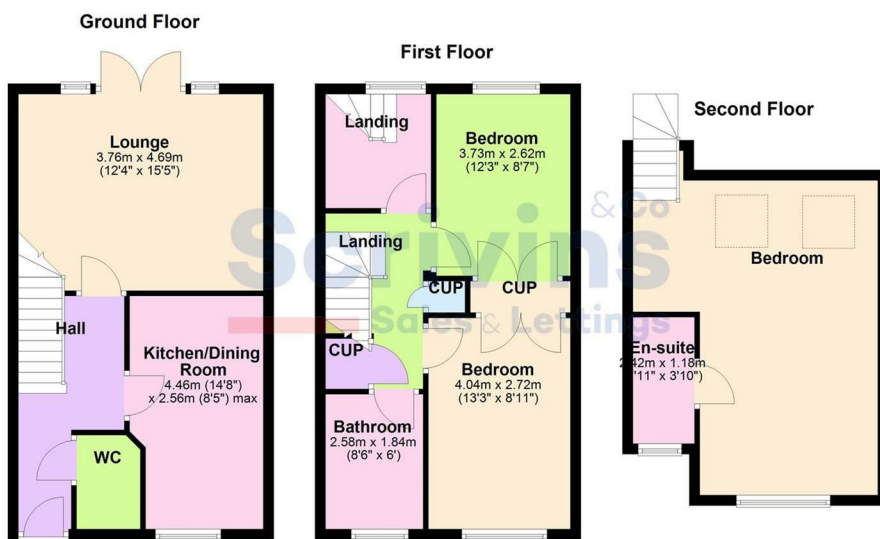 Ground Floor
Lounge
3.76m x 4.69m
(12'4" x 15'5")
Hall
Kitchen/Dining
Room
4.46m (14'8")
x 2.56m (8'5") max
WC
First Floor
Landing
Bedroom
3.73m x 2.62m
(12'3" x 8'7")
Landing
CUP
CUP
CUP
Bedroom
4.04m x 2.72m
(13'3" x 8'11")
Bathroom
2.58m x 1.84m
(8'6" x 6')
Second Floor
Bedroom
En-suite
x 1.18m
x 3'10")
Scrivins
& Co
Sales & Lettings